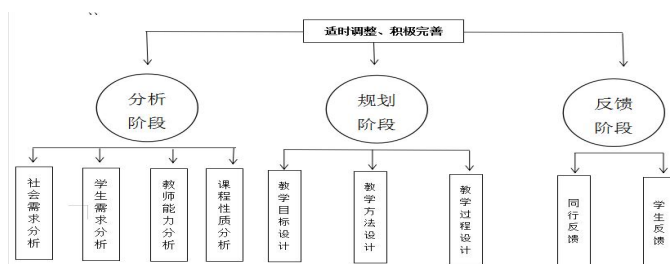 适时调整、积极完善
分析
阶段
规划
阶段
反馈
阶段
社会需求分析
学生需求分析
教师能力分析
课程性质分析
教学目标设计
教学方法设计
教学过程设计
同行反馈
学生反馈